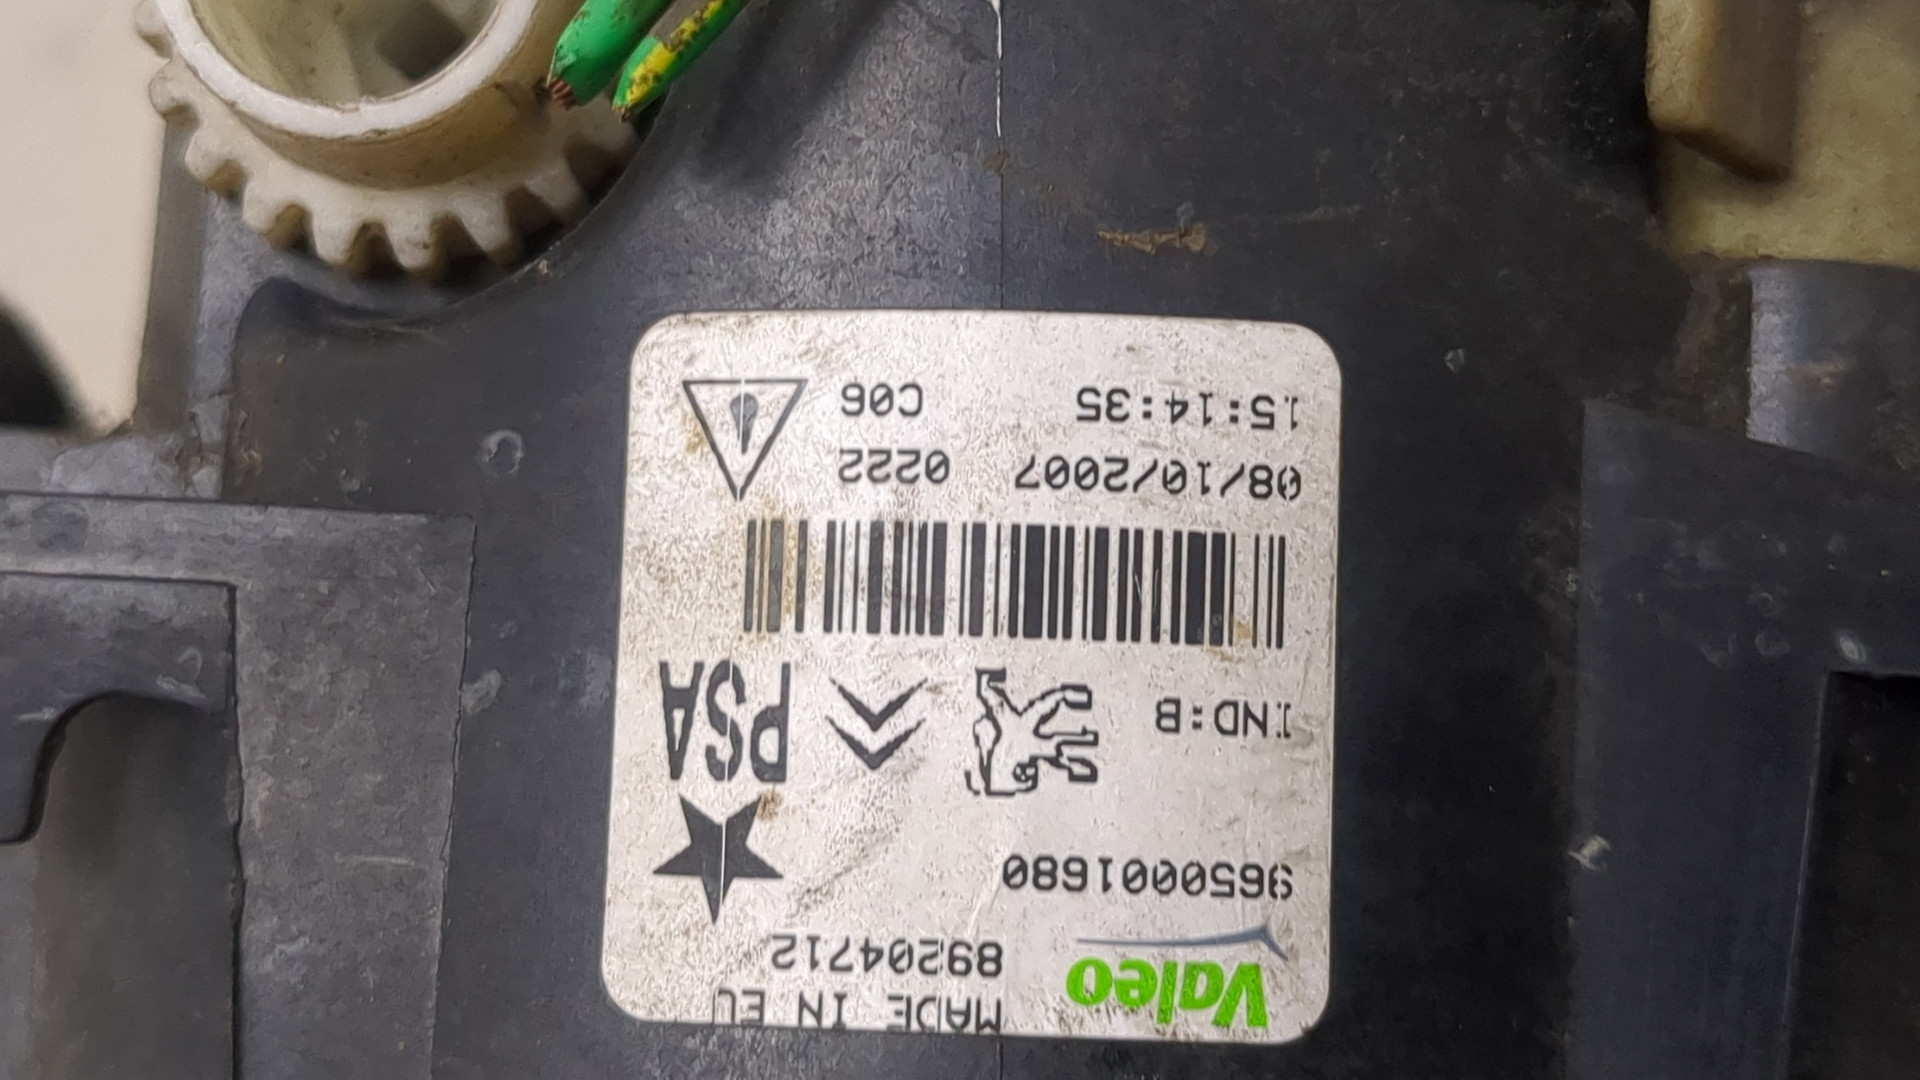 MADE IN EU
Valeo 89204712
9650001680
IND:B PSA
08/10/2007 0222
15:14:35 C06